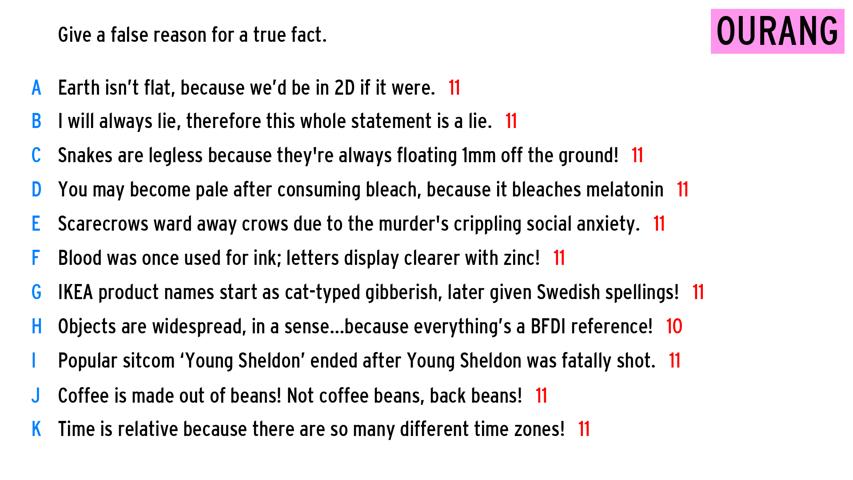 Give a false reason for a true fact.
OURANG
A Earth isn't flat, because we'd be in 2D if it were. 11
B I will always lie, therefore this whole statement is a lie. 11
C Snakes are legless because they're always floating 1mm off the ground! 11
D You may become pale after consuming bleach, because it bleaches melatonin 11
E Scarecrows ward away crows due to the murder's crippling social anxiety. 11
F Blood was once used for ink; letters display clearer with zinc! 11
G IKEA product names start as cat-typed gibberish, later given Swedish spellings! 11
H Objects are widespread, in a sense...because everything's a BFDI reference! 10
I Popular sitcom ‘Young Sheldon’ ended after Young Sheldon was fatally shot. 11
J Coffee is made out of beans! Not coffee beans, back beans! 11
K Time is relative because there are so many different time zones! 11